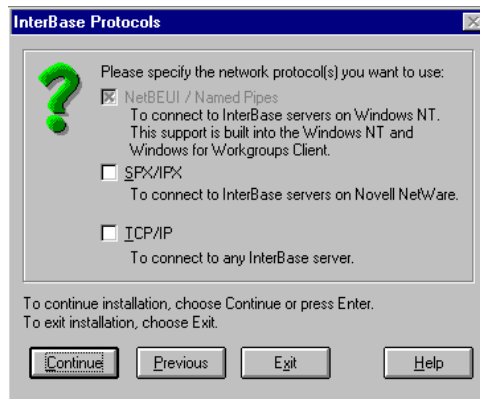 InterBase Protocols
Please specify the network protocol(s) you want to use:
NetBEUI / Named Pipes
To connect to InterBase servers on Windows NT.
This support is built into the Windows NT and
Windows for Workgroups Client.
SPX/IPX
To connect to InterBase servers on Novell NetWare.
TCP/IP
To connect to any InterBase server.
To continue installation, choose Continue or press Enter.
To exit installation, choose Exit.
Continue Previous Exit Help